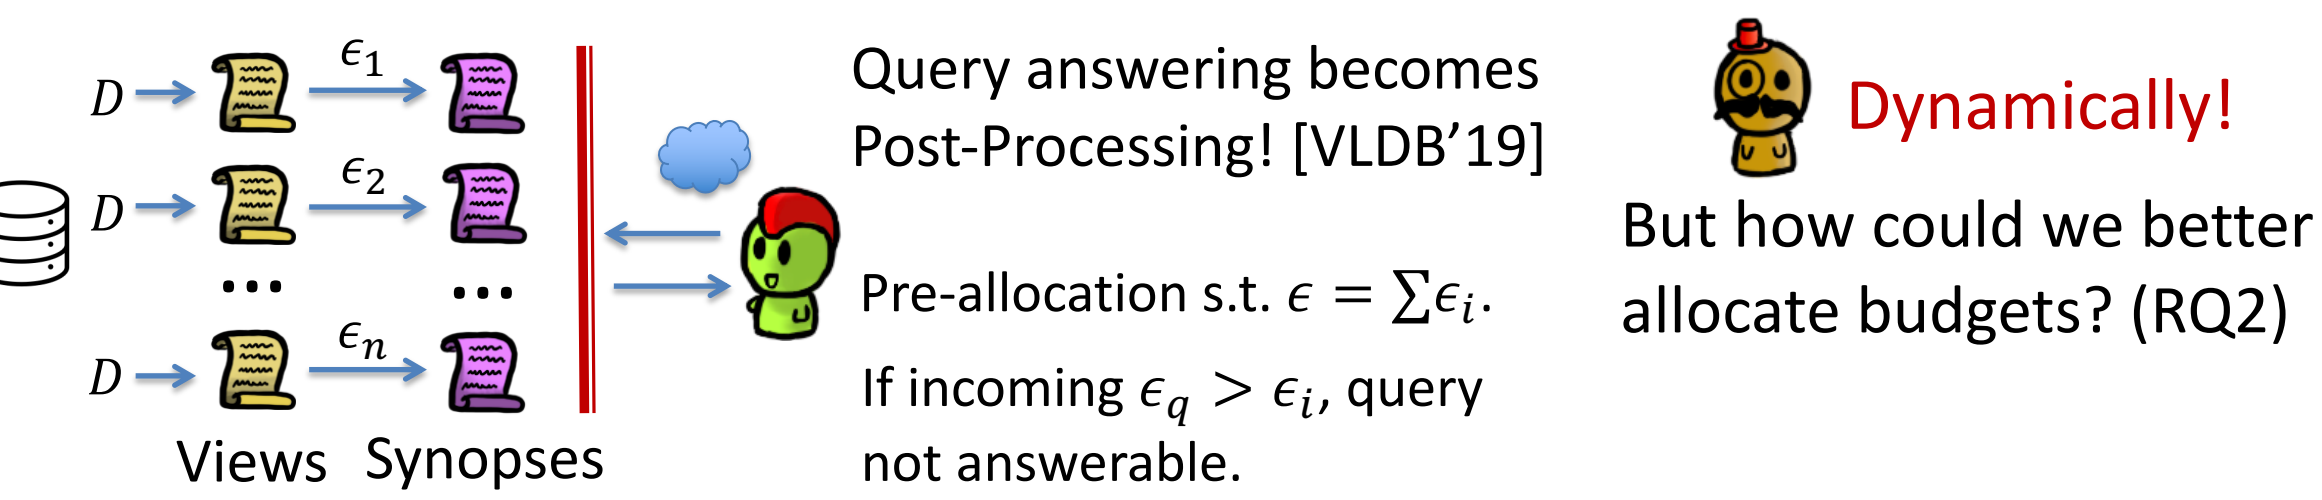 D
ϵ₁
D
ϵ₂
...
...
D
ϵₙ
Views
Synopses
Query answering becomes
Post-Processing! [VLDB’19]
Pre-allocation s.t. ϵ = ∑ϵᵢ.
If incoming ϵ_q > ϵᵢ, query
not answerable.
Dynamically!
But how could we better
allocate budgets? (RQ2)